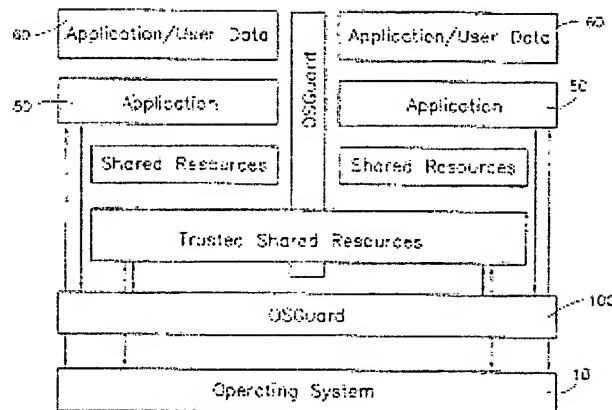 60
Application/User Data
Application/User Data
60
50
Application
Application
50
OSGuard
Shared Resources
Shared Resources
Trusted Shared Resources
OSGuard
100
Operating System
10